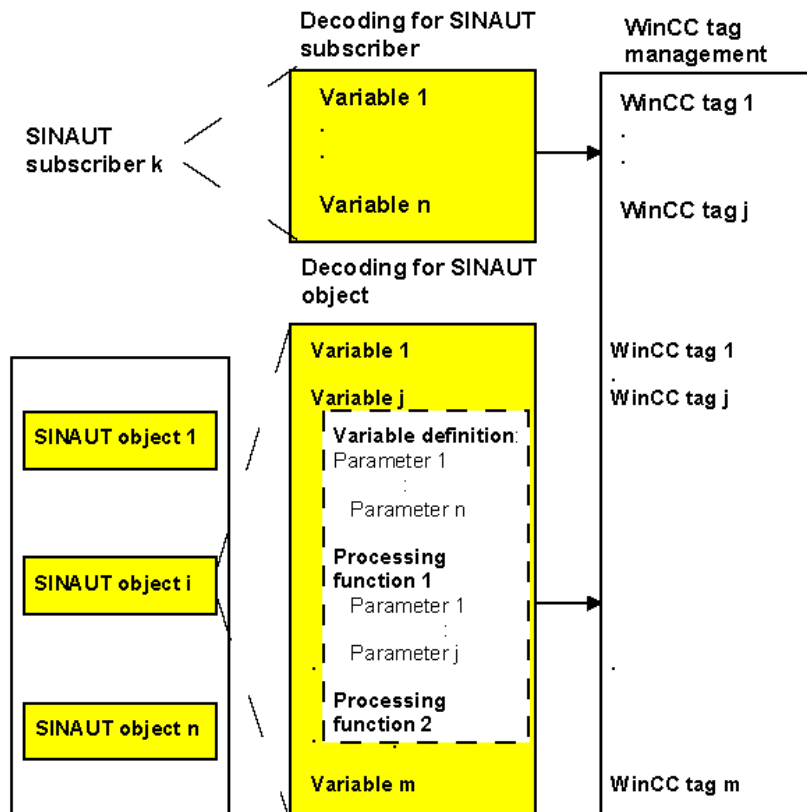 Decoding for SINAUT
subscriber
WinCC tag
management
SINAUT
subscriber k
Variable 1
.
.
Variable n
WinCC tag 1
.
.
WinCC tag j
Decoding for SINAUT
object
SINAUT object 1
SINAUT object i
SINAUT object n
Variable 1
Variable j
Variable definition:
Parameter 1
:
Parameter n
Processing
function 1
Parameter 1
:
Parameter j
.
Processing
function 2
. .
Variable m
WinCC tag 1
.
WinCC tag j
.
WinCC tag m